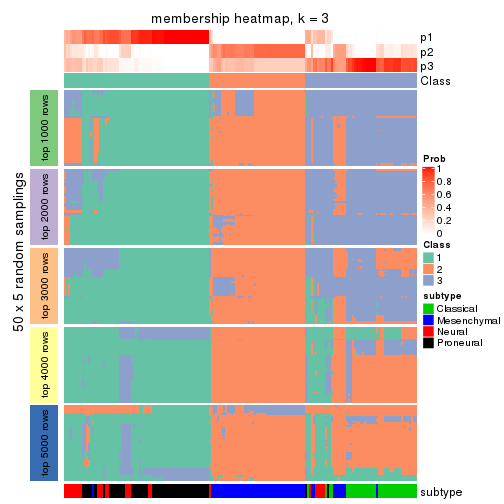 membership heatmap, k = 3
p1
p2
p3
Class
50 x 5 random samplings
top 1000 rows
top 2000 rows
top 3000 rows
top 4000 rows
top 5000 rows
Prob
1
0.8
0.6
0.4
0.2
0
Class
1
2
3
subtype
Classical
Mesenchymal
Neural
Proneural
subtype